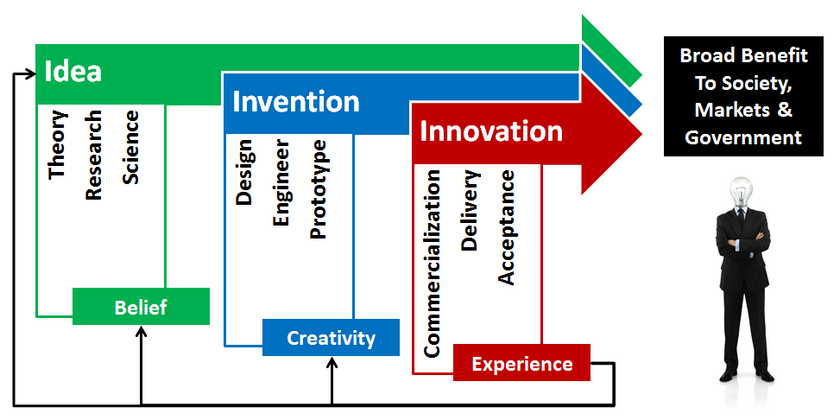 Idea
Theory
Research
Science
Belief
Invention
Design
Engineer
Prototype
Creativity
Innovation
Commercialization
Delivery
Acceptance
Experience
Broad Benefit
To Society,
Markets &
Government